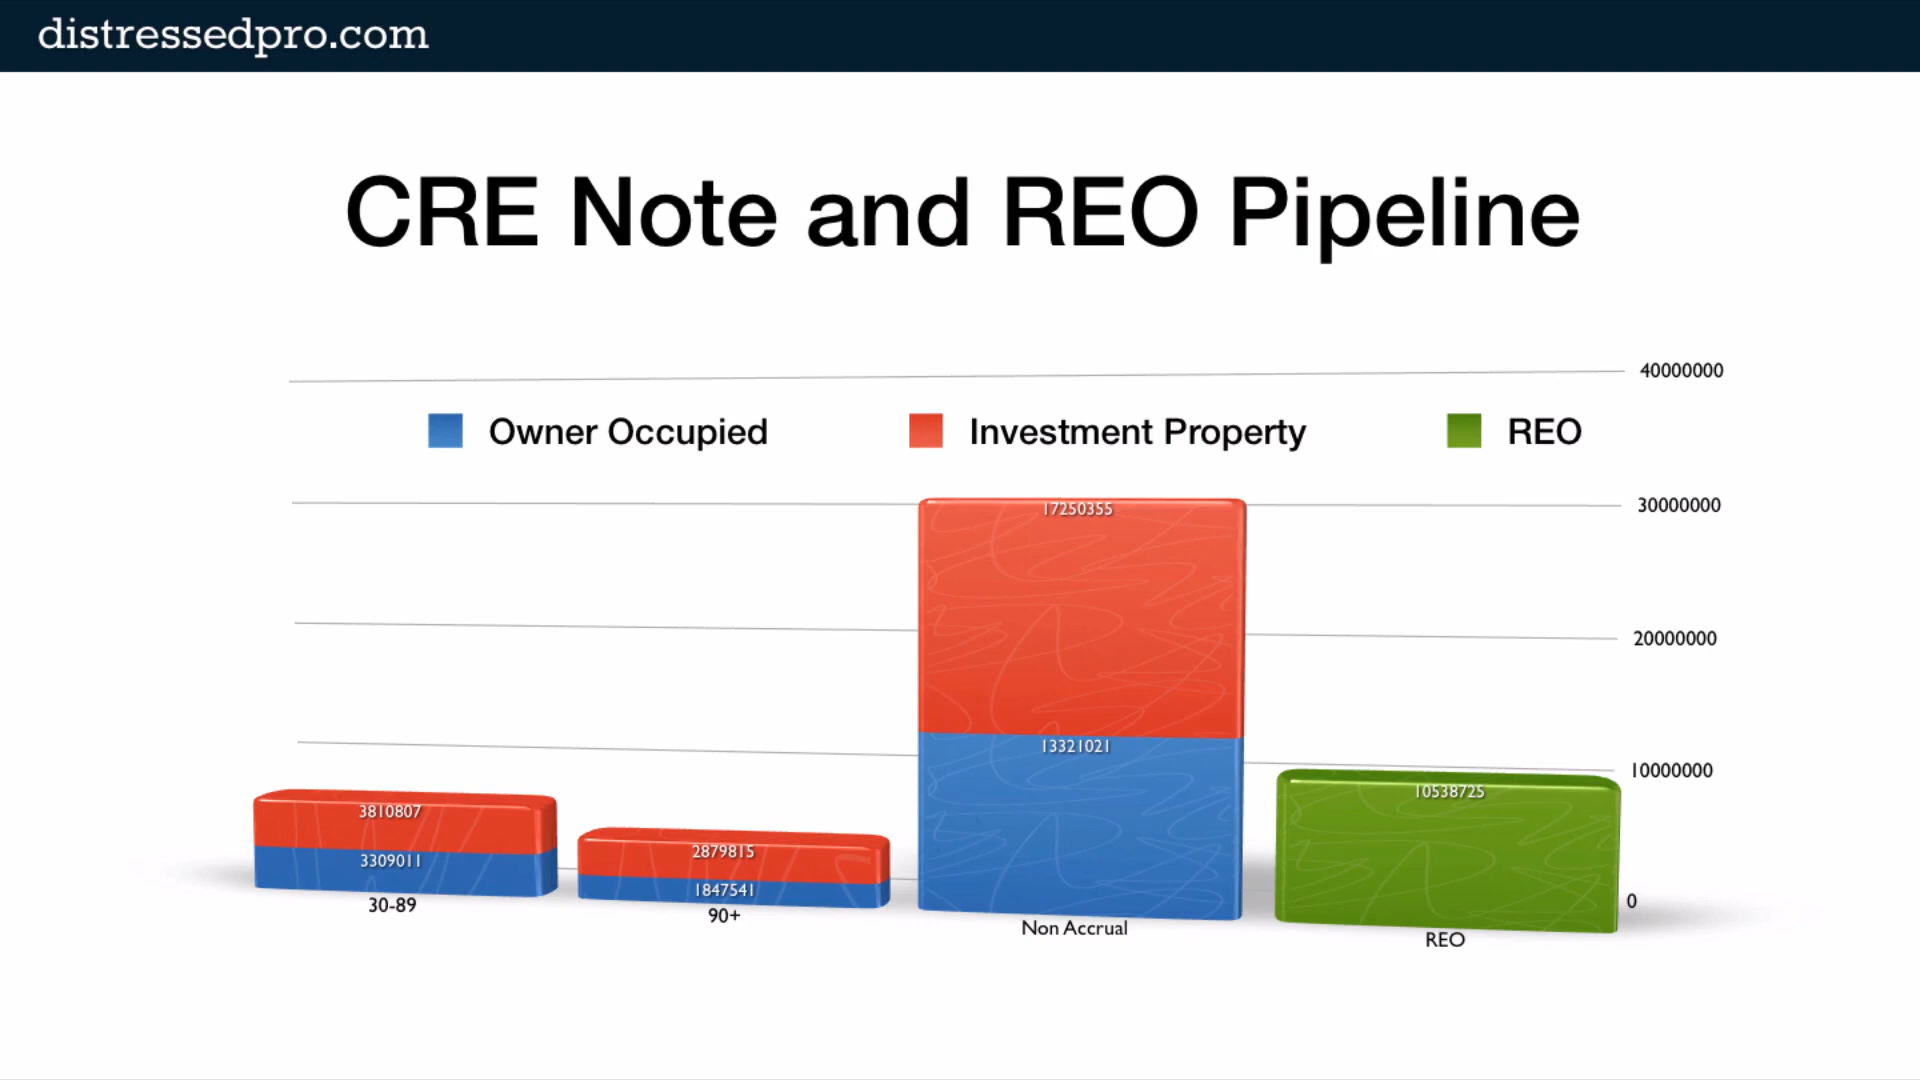 distressedpro.com
CRE Note and REO Pipeline
40000000
Owner Occupied Investment Property REO
17250355
30000000
20000000
13321021
10000000
10538725
3810807
2879815
3309011
1847541
0
30-89
90+
Non Accrual
REO